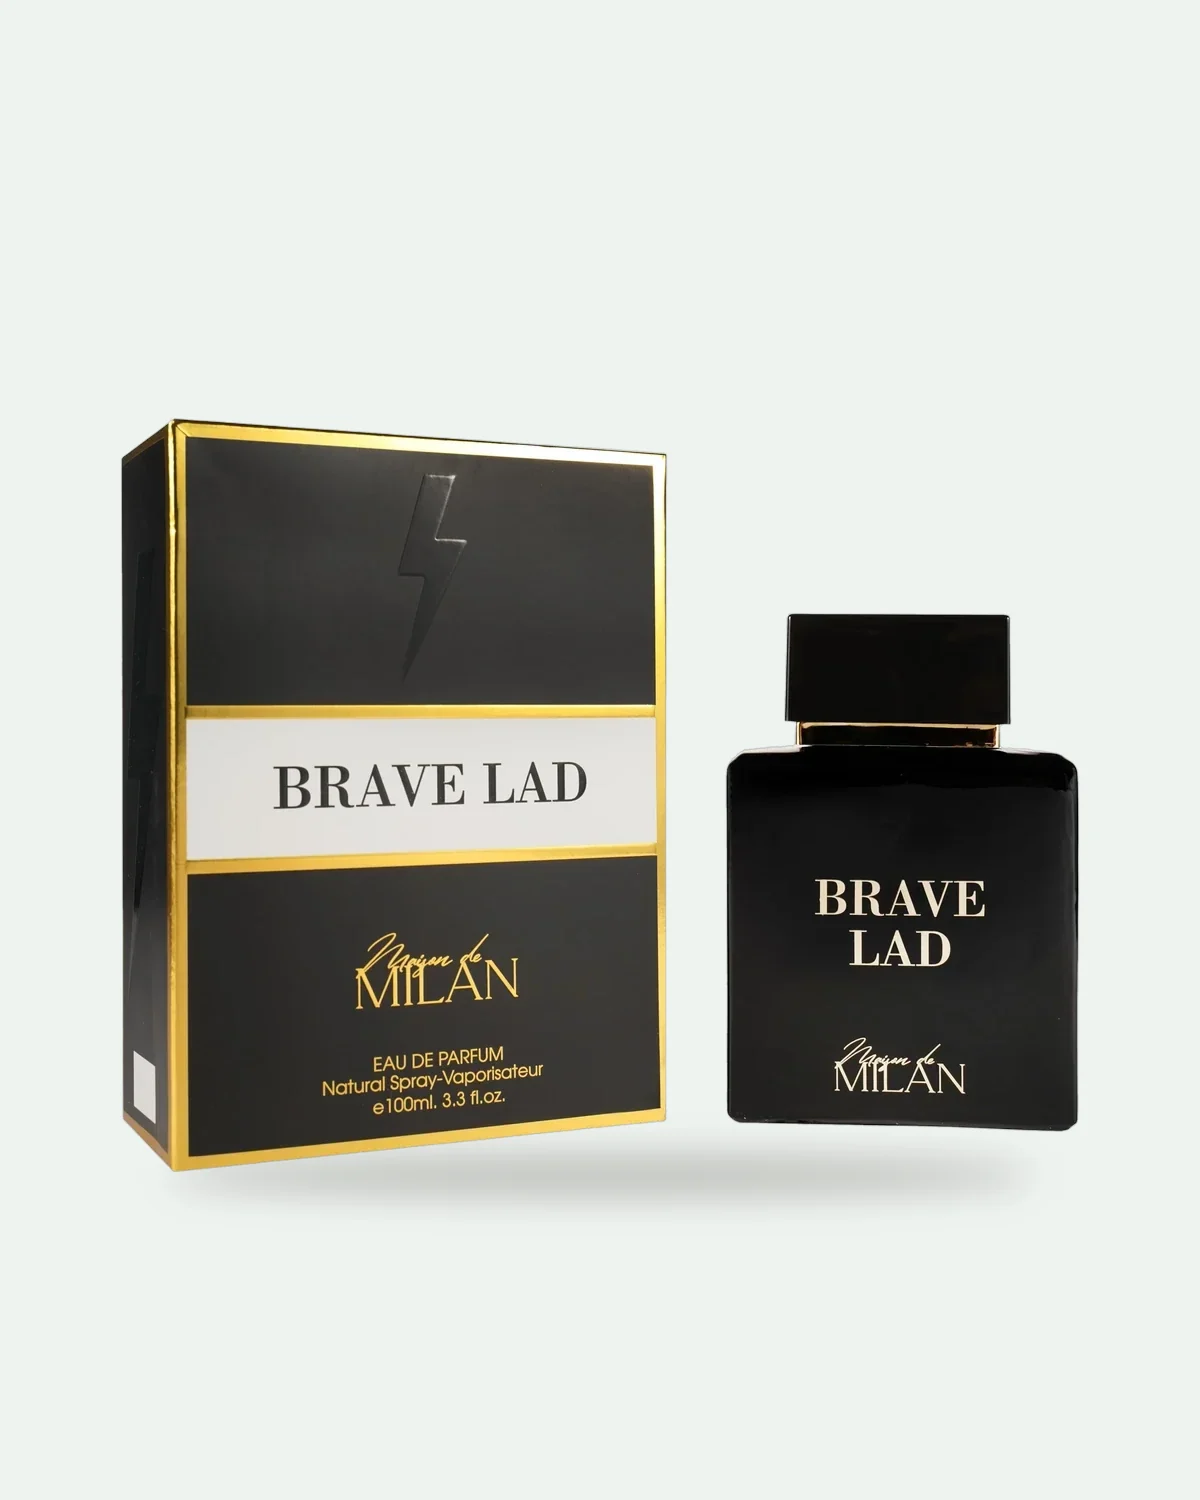 BRAVE LAD
Maison de
MILAN
EAU DE PARFUM
Natural Spray-Vaporisateur
e100ml. 3.3 fl.oz.
BRAVE
LAD
Maison de
MILAN